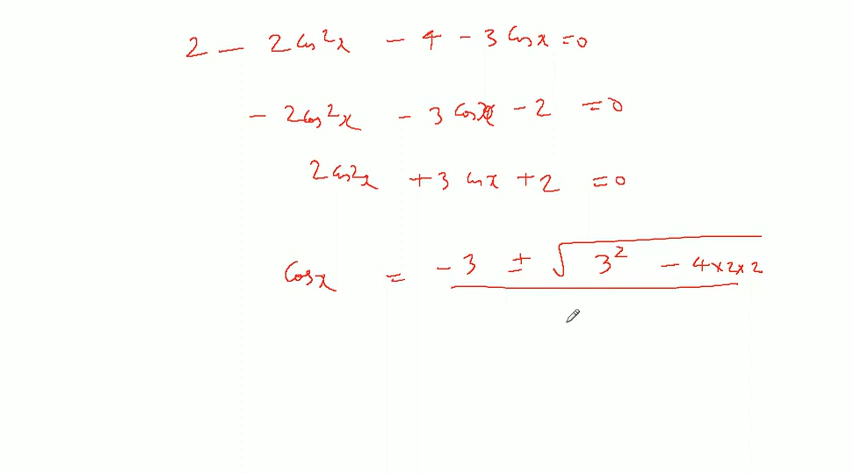 2 - 2cos²x - 4 - 3cosx = 0
- 2cos²x - 3cosx - 2 = 0
2cos²x + 3cosx + 2 = 0
cosx = -3 ± √3² - 4×2×2